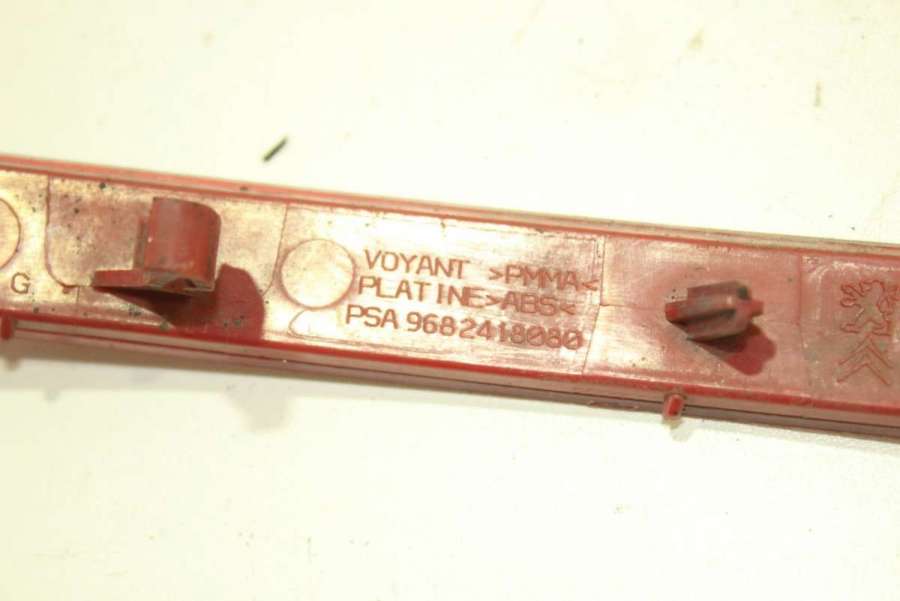 G
VOYANT >PMMA<
PLATINE>ABS<
PSA 9682418080